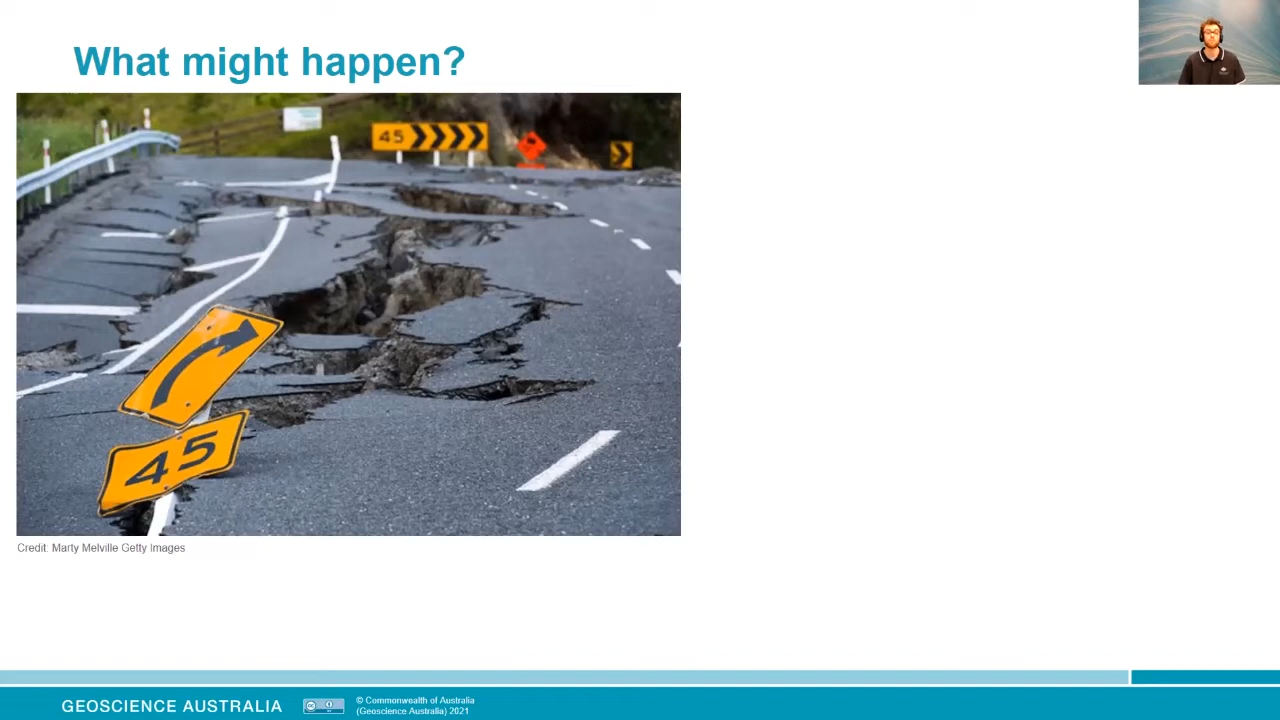 What might happen?
45
45
Credit: Marty Melville Getty Images
GEOSCIENCE AUSTRALIA
© Commonwealth of Australia
(Geoscience Australia) 2021